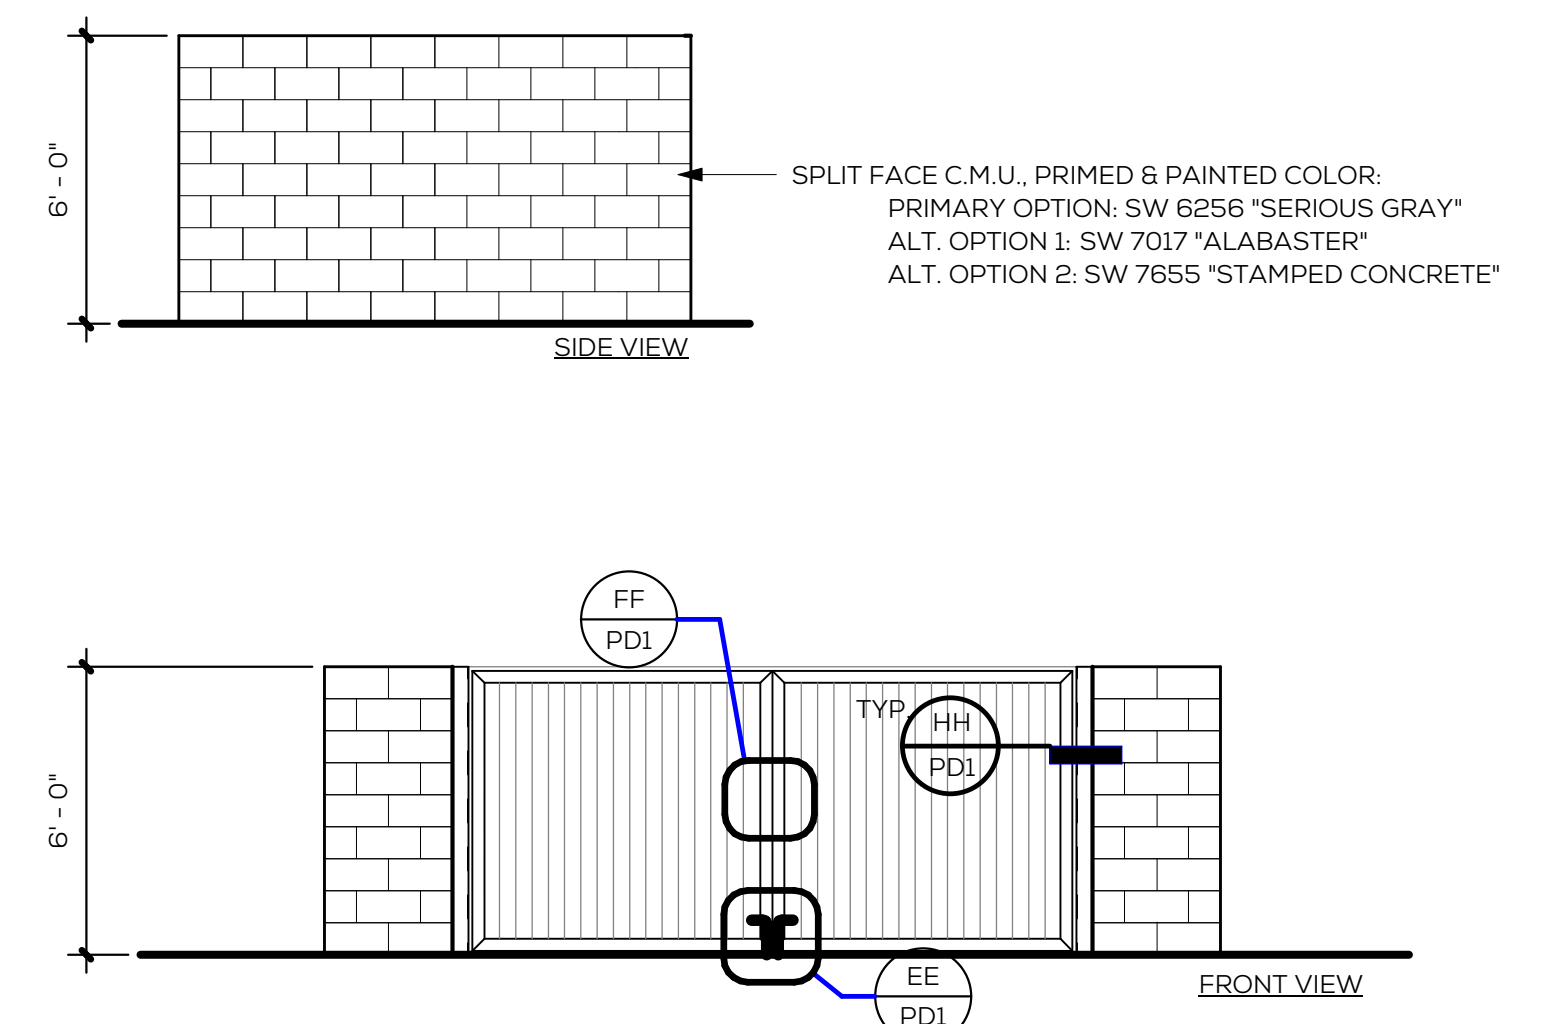 6' - 0"
SPLIT FACE C.M.U., PRIMED & PAINTED COLOR:
PRIMARY OPTION: SW 6256 "SERIOUS GRAY"
ALT. OPTION 1: SW 7017 "ALABASTER"
ALT. OPTION 2: SW 7655 "STAMPED CONCRETE"
SIDE VIEW
FF
PD1
TYP.
HH
PD1
6' - 0"
EE
PD1
FRONT VIEW